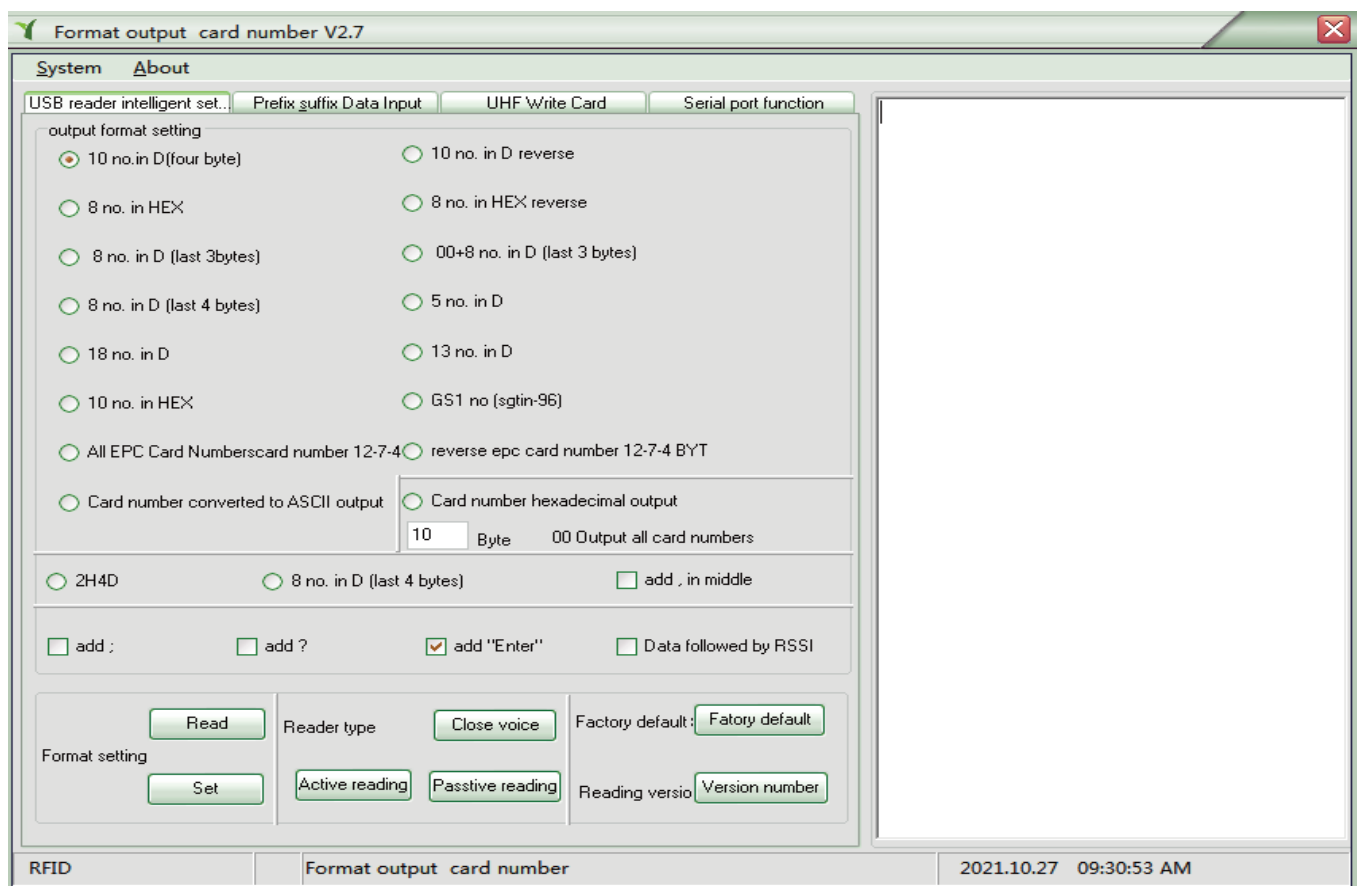 Format output card number V2.7
System About
USB reader intelligent set... Prefix suffix Data Input UHF Write Card Serial port function
output format setting
10 no.in D(four byte) 10 no. in D reverse
8 no. in HEX 8 no. in HEX reverse
8 no. in D (last 3bytes) 00+8 no. in D (last 3 bytes)
8 no. in D (last 4 bytes) 5 no. in D
18 no. in D 13 no. in D
10 no. in HEX GS1 no (sgtin-96)
All EPC Card Numberscard number 12-7-4 reverse epc card number 12-7-4 BYT
Card number converted to ASCII output Card number hexadecimal output
10 Byte 00 Output all card numbers
2H4D 8 no. in D (last 4 bytes) add , in middle
add ; add ? add "Enter" Data followed by RSSI
Read Reader type Close voice Factory default: Fatory default
Format setting
Set Active reading Passtive reading Reading versio Version number
RFID Format output card number 2021.10.27 09:30:53 AM